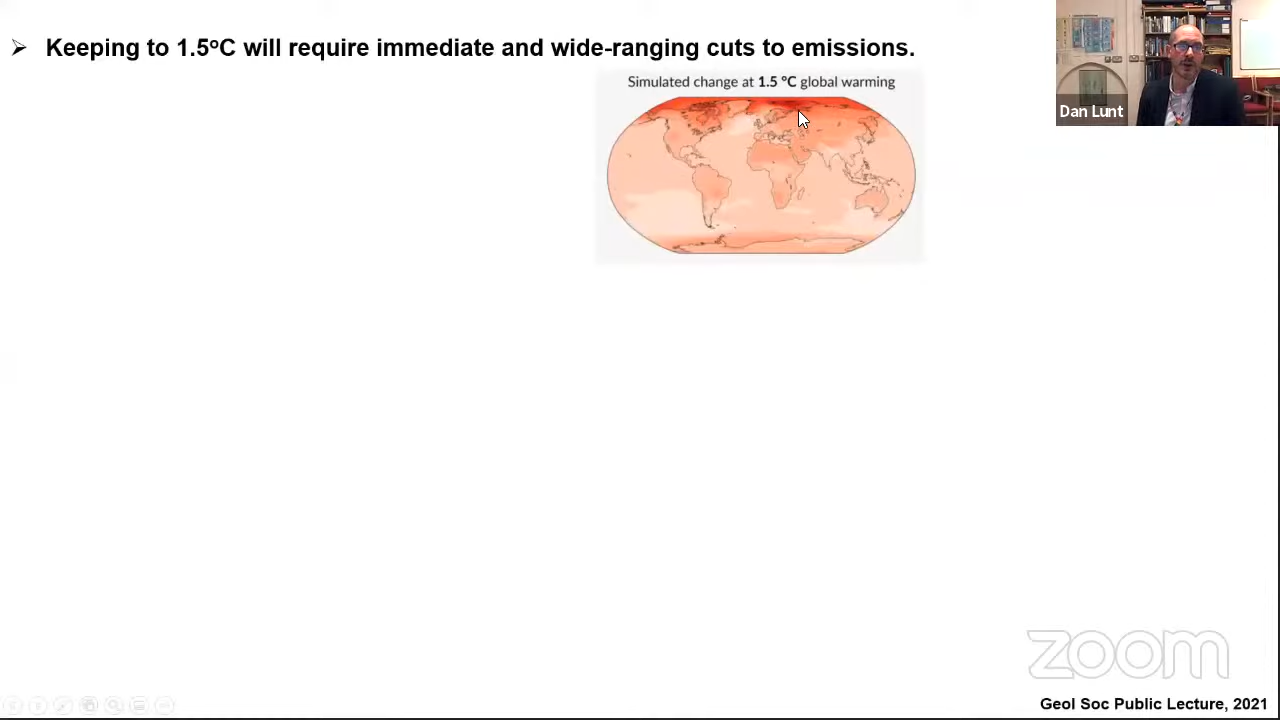 ➢ Keeping to 1.5ºC will require immediate and wide-ranging cuts to emissions.
Simulated change at 1.5 °C global warming
Dan Lunt
zoom
Geol Soc Public Lecture, 2021